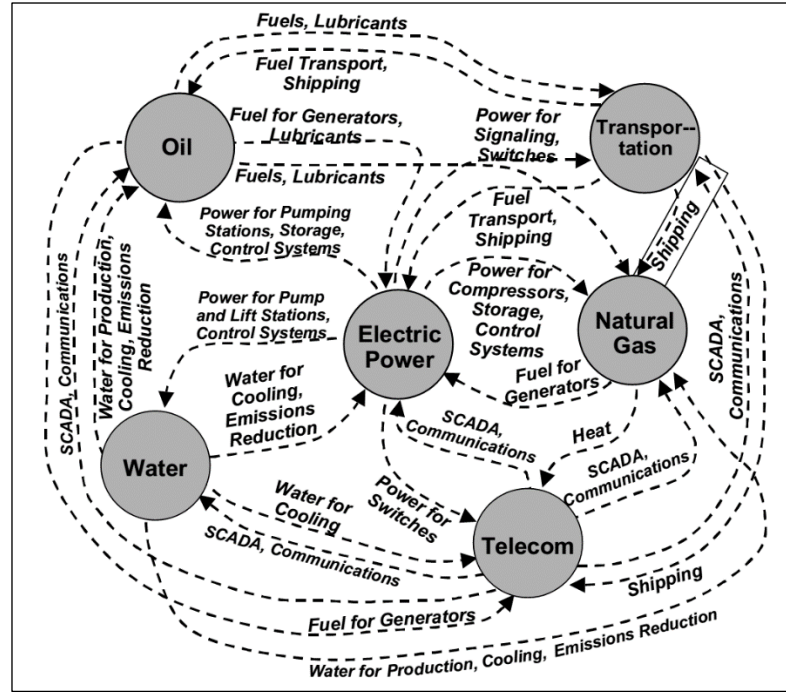 Fuels, Lubricants
Fuel Transport,
Shipping
Oil
Fuel for Generators,
Lubricants
Fuels, Lubricants
Power for
Signaling,
Switches
Transpor--
tation
Power for Pumping
Stations, Storage,
Control Systems
Fuel
Transport,
Shipping
Shipping
SCADA, Communications
Water for Production,
Cooling, Emissions
Reduction
Power for Pump
and Lift Stations,
Control Systems
Electric
Power
Power for
Compressors,
Storage,
Control
Systems
Natural
Gas
SCADA,
Communications
Water for
Cooling,
Emissions
Reduction
Fuel for
Generators
Water
SCADA,
Communications
Heat
SCADA,
Communications
Water for
Cooling
Power for
Switches
SCADA, Communications
Telecom
Shipping
Fuel for Generators
Water for Production, Cooling, Emissions Reduction